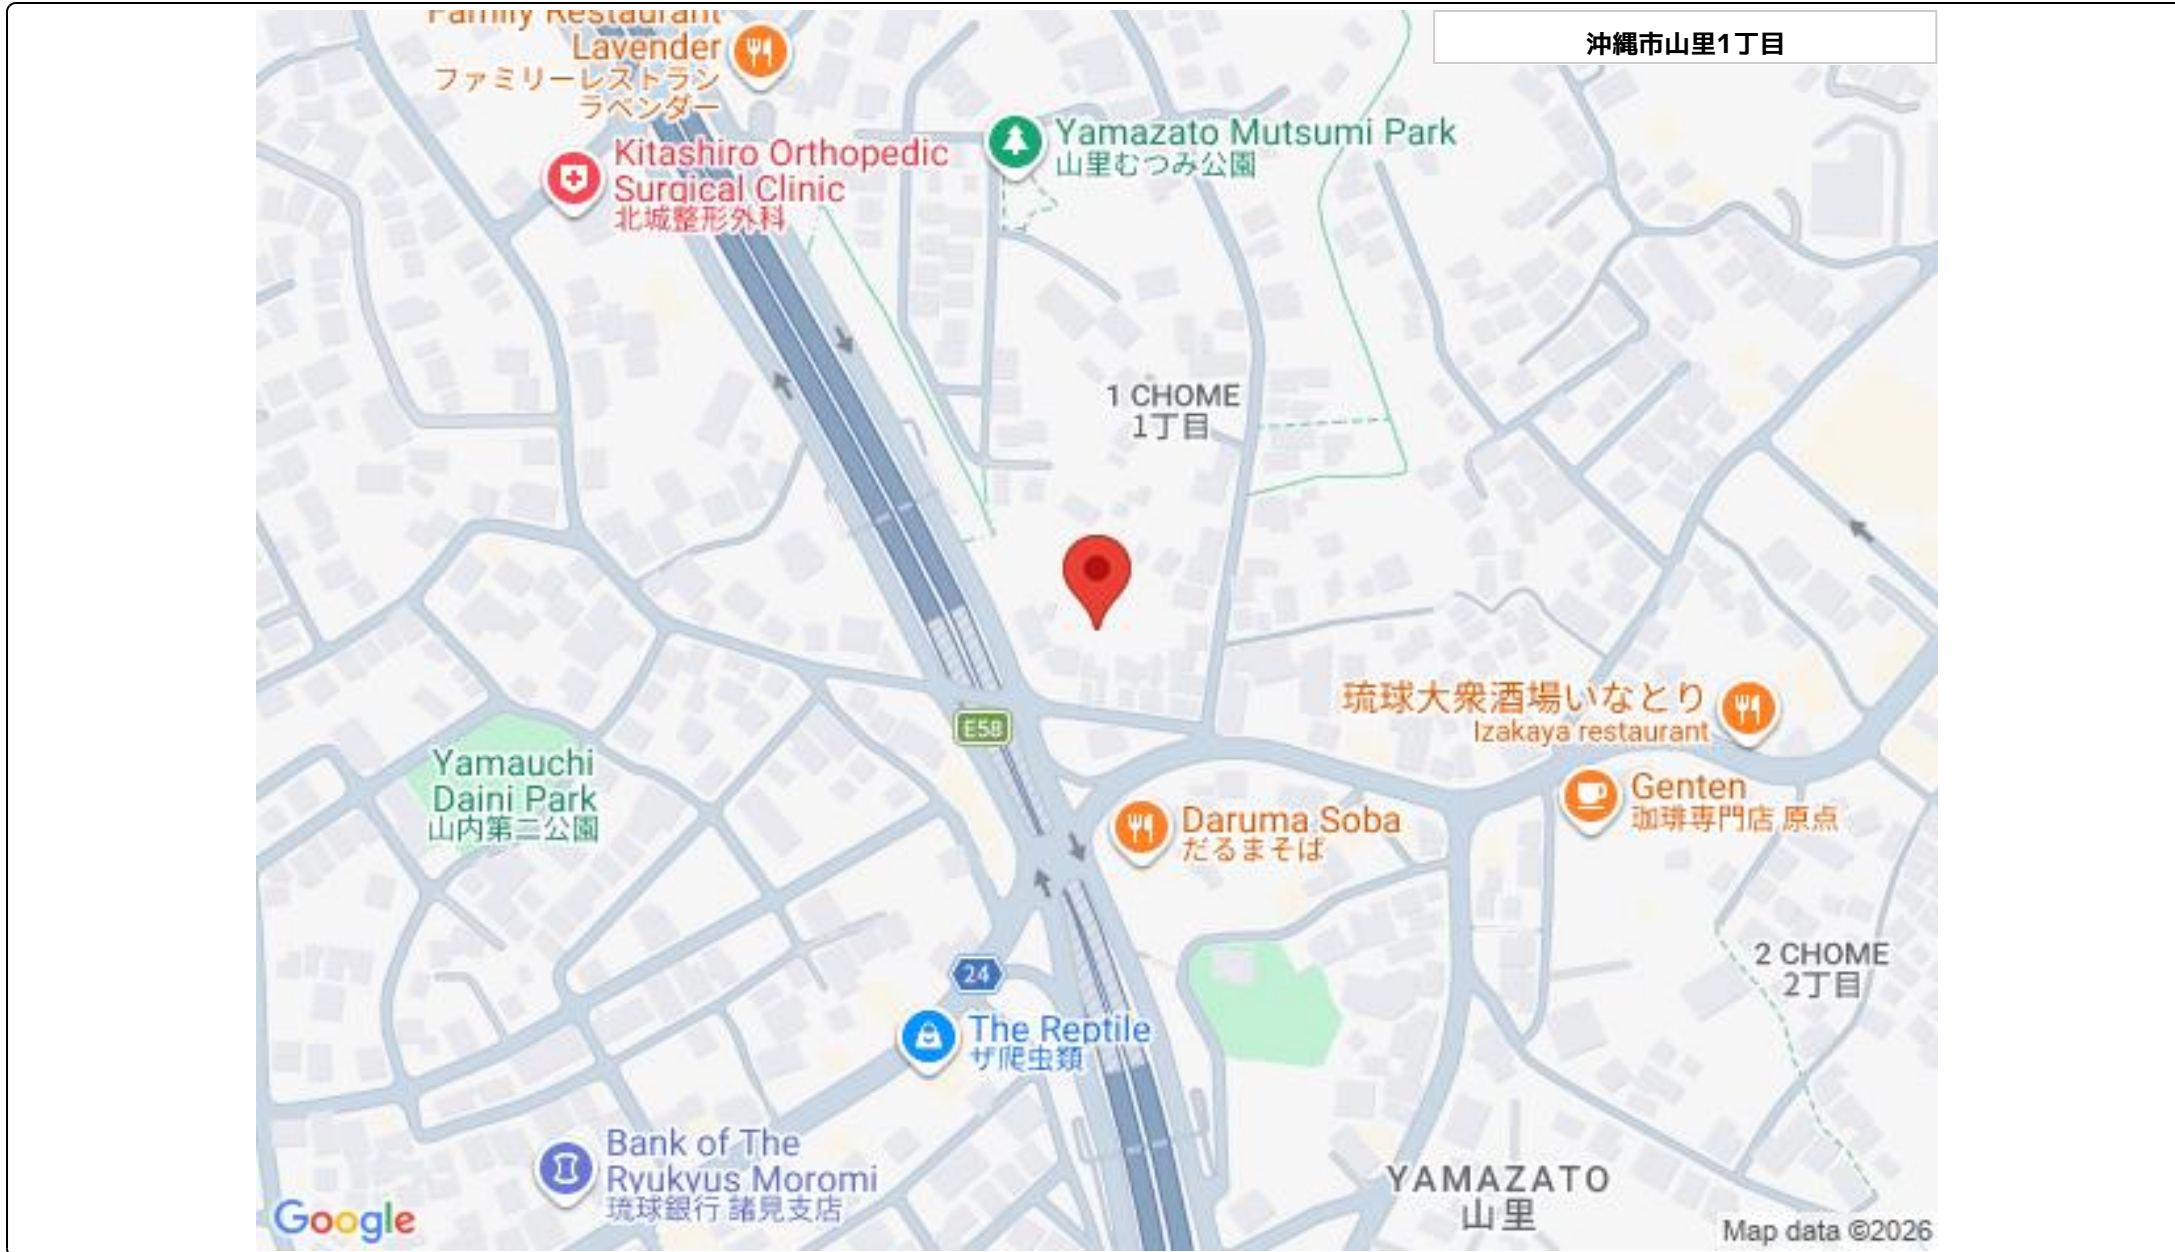 Family Restaurant
Lavender
ファミリーレストラン
ラベンダー
沖縄市山里1丁目
Kitashiro Orthopedic
Surgical Clinic
北城整形外科
Yamazato Mutsumi Park
山里むつみ公園
1 CHOME
1丁目
琉球大衆酒場いなとり
Izakaya restaurant
E58
Yamauchi
Daini Park
山内第二公園
Genten
珈琲専門店 原点
Daruma Soba
だるまそば
2 CHOME
2丁目
24
The Reptile
ザ爬虫類
Bank of The
Ryukyus Moromi
琉球銀行 諸見支店
YAMAZATO
山里
Google
Map data ©2026